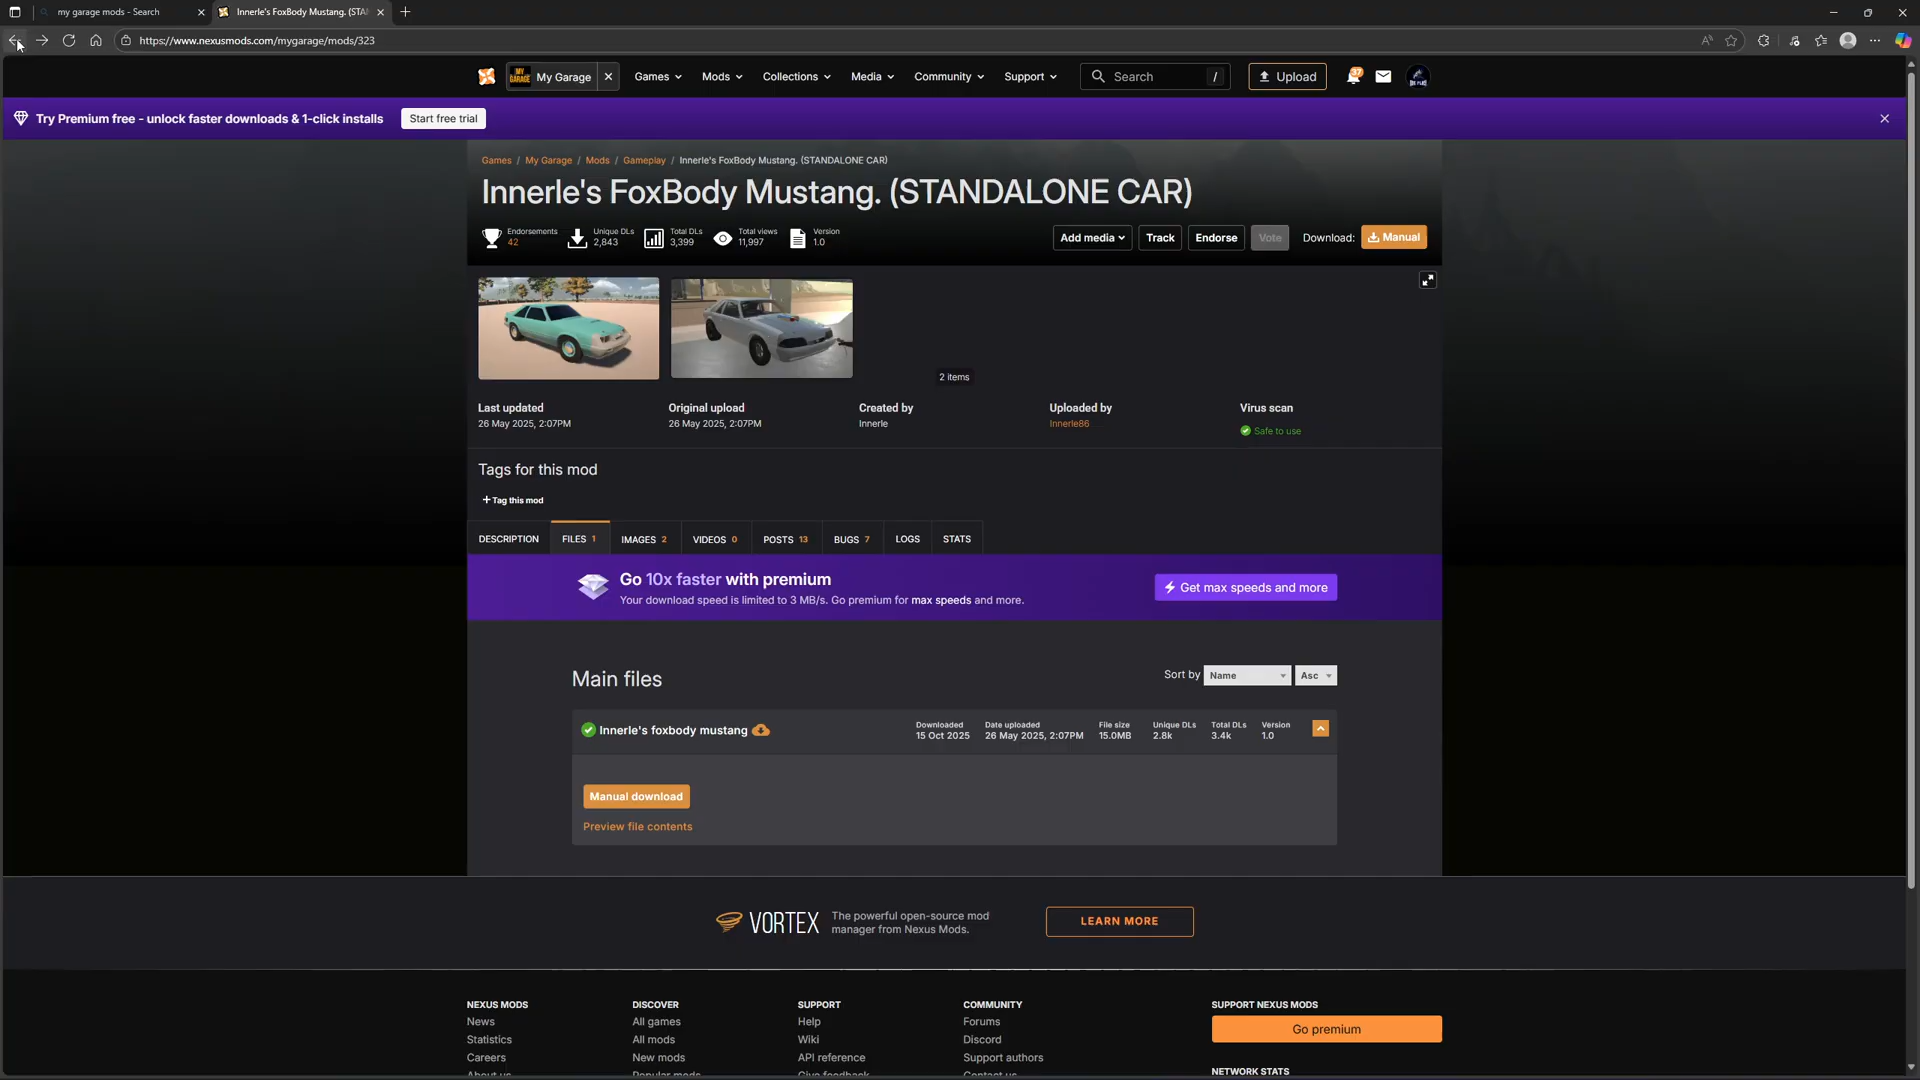 my garage mods - Search
Innerle's FoxBody Mustang. (STA
https://www.nexusmods.com/mygarage/mods/323
MY GARAGE
My Garage
Games
Mods
Collections
Media
Community
Support
Search
/
Upload
Try Premium free - unlock faster downloads & 1-click installs
Start free trial
Games / My Garage / Mods / Gameplay / Innerle's FoxBody Mustang. (STANDALONE CAR)
Innerle's FoxBody Mustang. (STANDALONE CAR)
Endorsements
42
Unique DLs
2,843
Total DLs
3,399
Total views
11,997
Version
1.0
Add media
Track
Endorse
Vote
Download:
Manual
2 items
Last updated
26 May 2025, 2:07PM
Original upload
26 May 2025, 2:07PM
Created by
Innerle
Uploaded by
Innerle86
Virus scan
Safe to use
Tags for this mod
+ Tag this mod
DESCRIPTION
FILES 1
IMAGES 2
VIDEOS 0
POSTS 13
BUGS 7
LOGS
STATS
Go 10x faster with premium
Your download speed is limited to 3 MB/s. Go premium for max speeds and more.
Get max speeds and more
Main files
Sort by
Name
Asc
Innerle's foxbody mustang
Downloaded
15 Oct 2025
Date uploaded
26 May 2025, 2:07PM
File size
15.0MB
Unique DLs
2.8k
Total DLs
3.4k
Version
1.0
Manual download
Preview file contents
VORTEX
The powerful open-source mod
manager from Nexus Mods.
LEARN MORE
NEXUS MODS
News
Statistics
Careers
About us
DISCOVER
All games
All mods
New mods
Popular mods
SUPPORT
Help
Wiki
API reference
Give feedback
COMMUNITY
Forums
Discord
Support authors
Contact us
SUPPORT NEXUS MODS
Go premium
NETWORK STATS